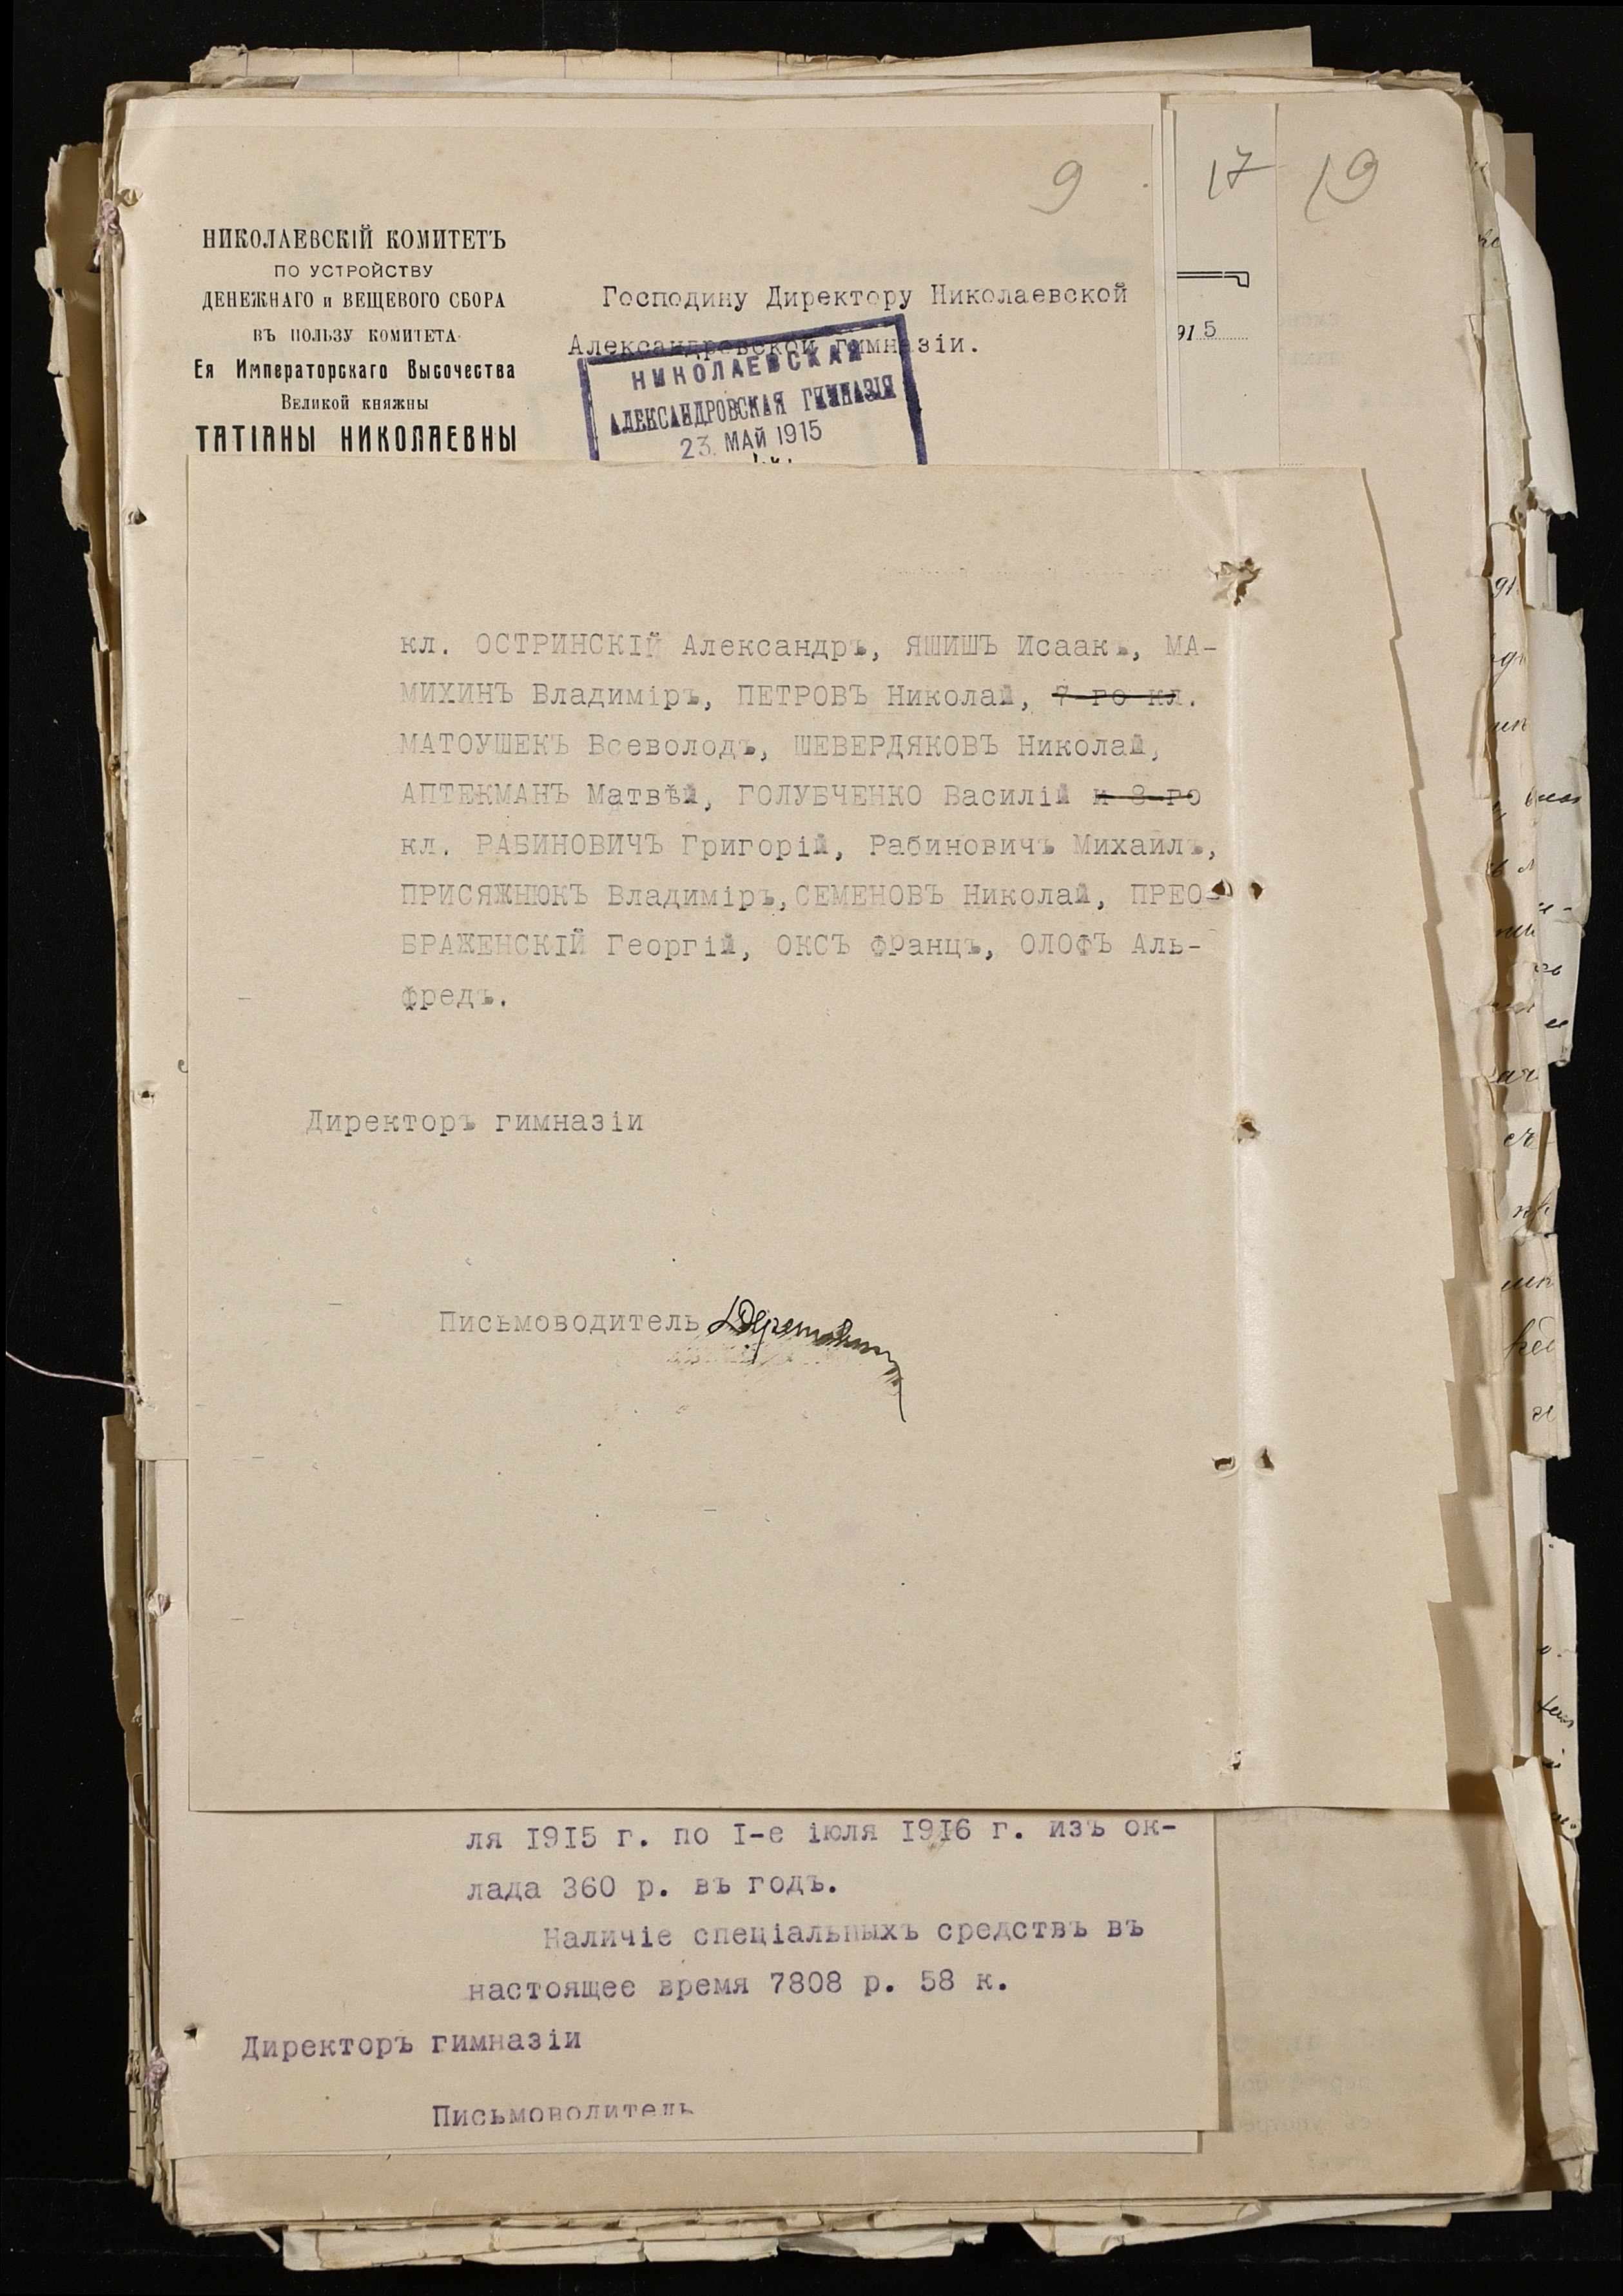 9
17
19
НИКОЛАЕВСКІЙ КОМИТЕТЪ
ПО УСТРОЙСТВУ
ДЕНЕЖНАГО и ВЕЩЕВОГО СБОРА
ВЪ ПОЛЬЗУ КОМИТЕТА
Ея Императорскаго Высочества
Великой княжны
ТАТІАНЫ НИКОЛАЕВНЫ
Господину Директору Николаевской
Александровской гимназіи.
НИКОЛАЕВСКАЯ
АЛЕКСАНДРОВСКАЯ ГИМНАЗІЯ
23. МАЙ 1915
915
кл. ОСТРИНСКІЙ Александръ, ЯШИШЪ Исаакъ, МА-
МИХИНЪ Владиміръ, ПЕТРОВЪ Николай, 7-го кл.
МАТОУШЕКЪ Всеволодъ, ШЕВЕРДЯКОВЪ Николай,
АПТЕКМАНЪ Матвѣй, ГОЛУБЧЕНКО Василій и 8-го
кл. РАБИНОВИЧЪ Григорій, Рабиновичъ Михаилъ,
ПРИСЯЖНЮКЪ Владиміръ, СЕМЕНОВЪ Николай, ПРЕО-
БРАЖЕНСКІЙ Георгій, ОКСЪ фРанцъ, ОЛОФЪ Аль-
фредъ.
Директоръ гимназіи
Письмоводитель
ля 1915 г. по I-е іюля 1916 г. изъ ок-
лада 360 р. въ годъ.
Наличіе спеціальныхъ средствъ въ
настоящее время 7808 р. 58 к.
Директоръ гимназіи
Письмоводитель